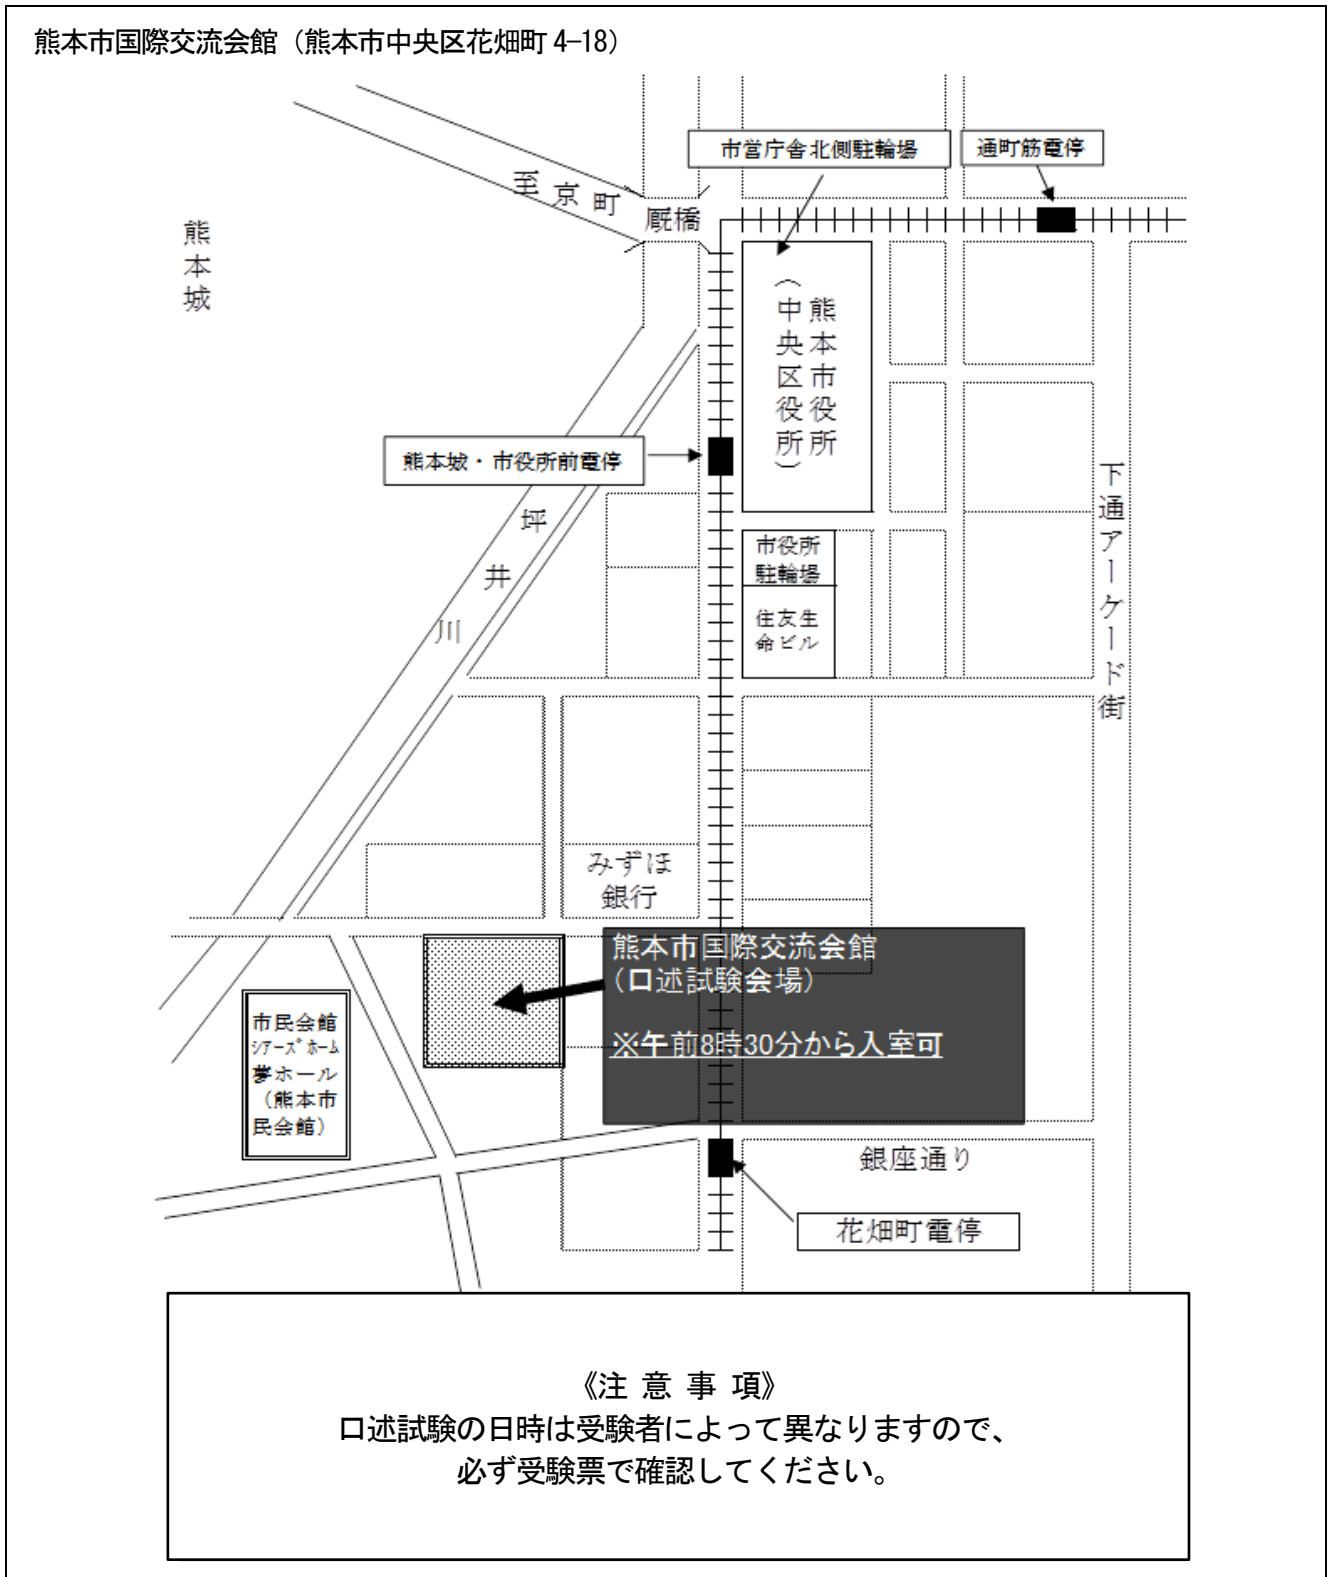 熊本市国際交流会館（熊本市中央区花畑町 4−18）
市営庁舎北側駐輪場
通町筋電停
至京町
厩橋
熊本城
熊本市役所
（中央区役所）
熊本城・市役所前電停
坪井川
市役所
駐輪場
住友生
命ビル
下通アーケード街
みずほ
銀行
熊本市国際交流会館
（口述試験会場）
※午前8時30分から入室可
市民会館
シアーズホーム
夢ホール
（熊本市
民会館）
銀座通り
花畑町電停
《注 意 事 項》
口述試験の日時は受験者によって異なりますので、
必ず受験票で確認してください。